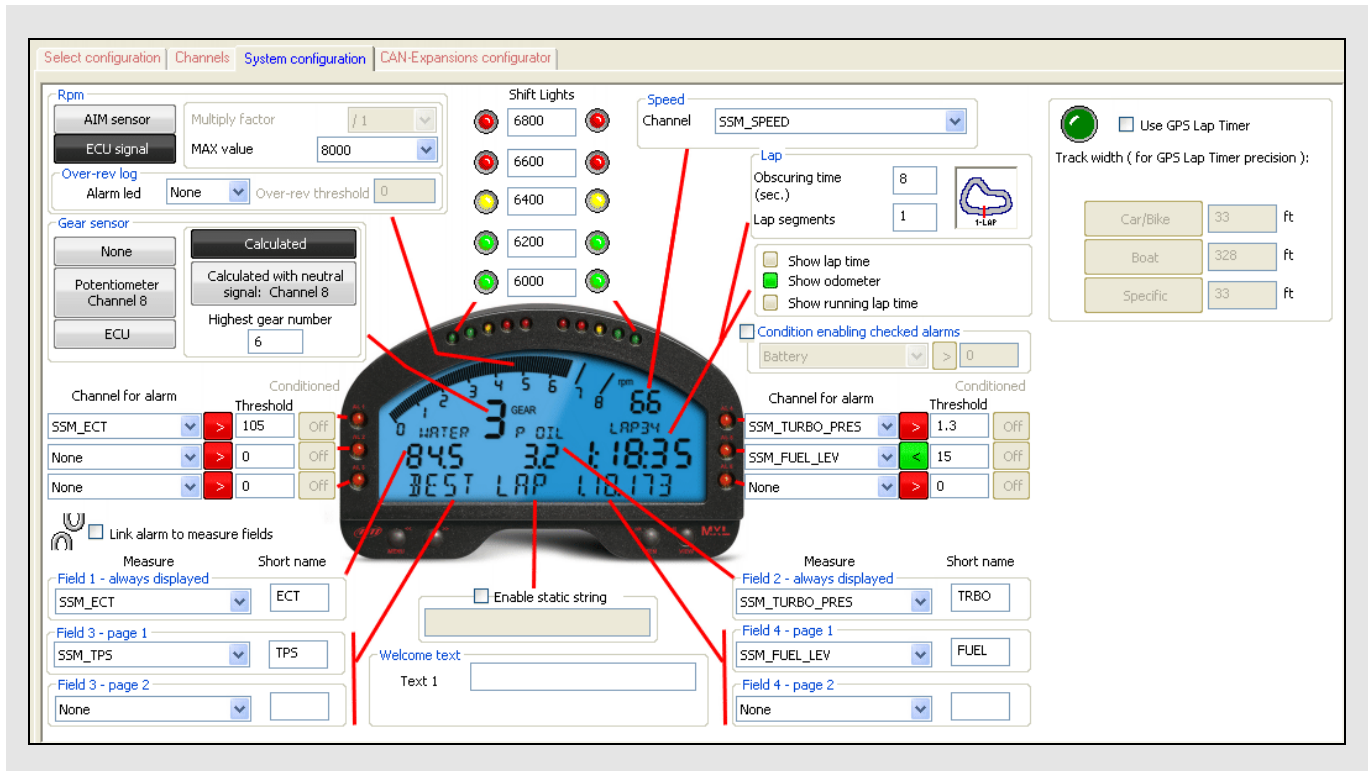 Select configuration Channels System configuration CAN-Expansions configurator
Rpm
AIM sensor
ECU signal
Multiply factor / 1
MAX value 8000
Over-rev log
Alarm led None Over-rev threshold 0
Gear sensor
None
Potentiometer
Channel 8
ECU
Calculated
Calculated with neutral
signal: Channel 8
Highest gear number
6
Shift Lights
6800
6600
6400
6200
6000
Speed
Channel SSM_SPEED
Lap
Obscuring time
(sec.)
8
Lap segments 1
1-LAP
Show lap time
Show odometer
Show running lap time
Condition enabling checked alarms
Battery > 0
Use GPS Lap Timer
Track width ( for GPS Lap Timer precision ):
Car/Bike 33 ft
Boat 328 ft
Specific 33 ft
Channel for alarm Threshold Conditioned
SSM_ECT > 105 Off
None > 0 Off
None > 0 Off
0 1 2 3 4 5 6 7 8 rpm
3 GEAR
66
WATER P OIL LAP34
84.5 3.2 1:18.35
BEST LAP 1.18.173
MXL
Channel for alarm Threshold Conditioned
SSM_TURBO_PRES > 1.3 Off
SSM_FUEL_LEV < 15 Off
None > 0 Off
Link alarm to measure fields
Measure Short name
Field 1 - always displayed
SSM_ECT ECT
Field 3 - page 1
SSM_TPS TPS
Field 3 - page 2
None
Enable static string
Welcome text
Text 1
Measure Short name
Field 2 - always displayed
SSM_TURBO_PRES TRBO
Field 4 - page 1
SSM_FUEL_LEV FUEL
Field 4 - page 2
None